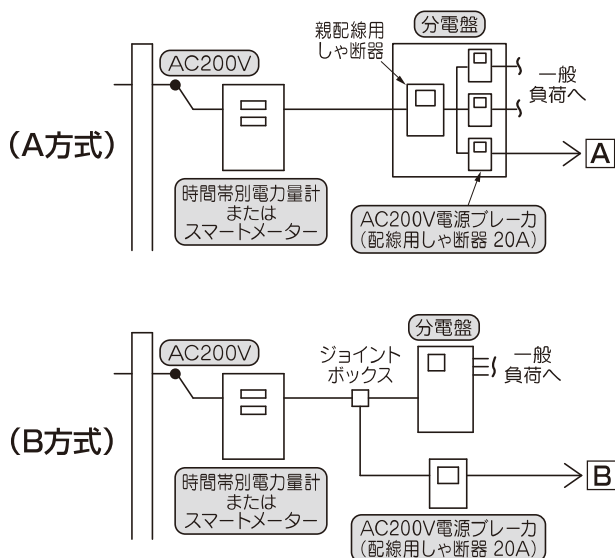 分電盤
親配線用
しゃ断器
AC200V
一般
負荷へ
(A方式)
A
時間帯別電力量計
または
スマートメーター
AC200V電源ブレーカ
(配線用しゃ断器 20A)
分電盤
AC200V
ジョイント
ボックス
一般
負荷へ
(B方式)
B
時間帯別電力量計
または
スマートメーター
AC200V電源ブレーカ
(配線用しゃ断器 20A)